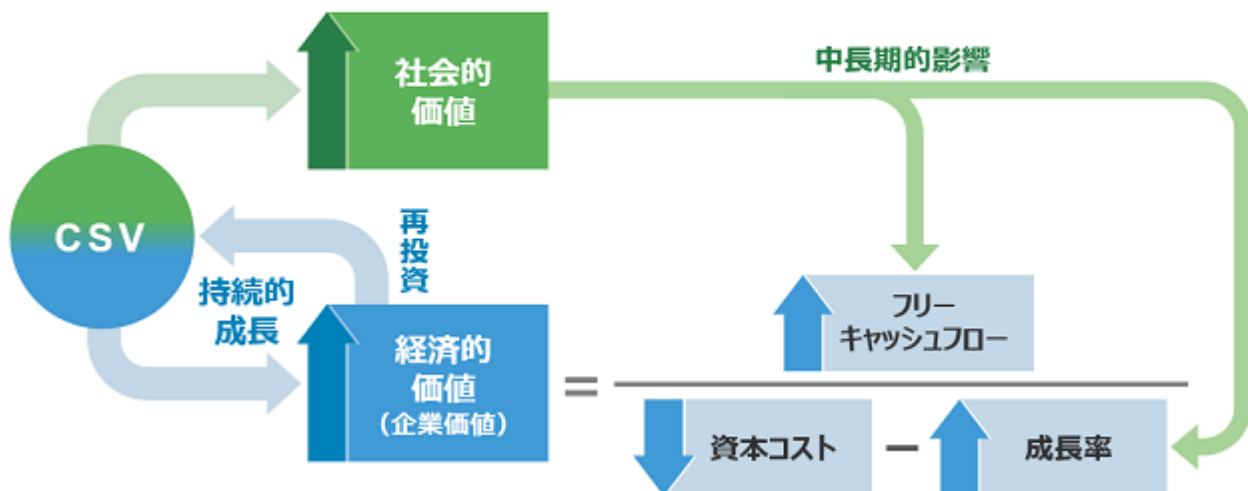 中長期的影響
社会的
価値
CSV
再投資
持続的
成長
経済的
価値
（企業価値）
=
フリー
キャッシュフロー
資本コスト
−
成長率